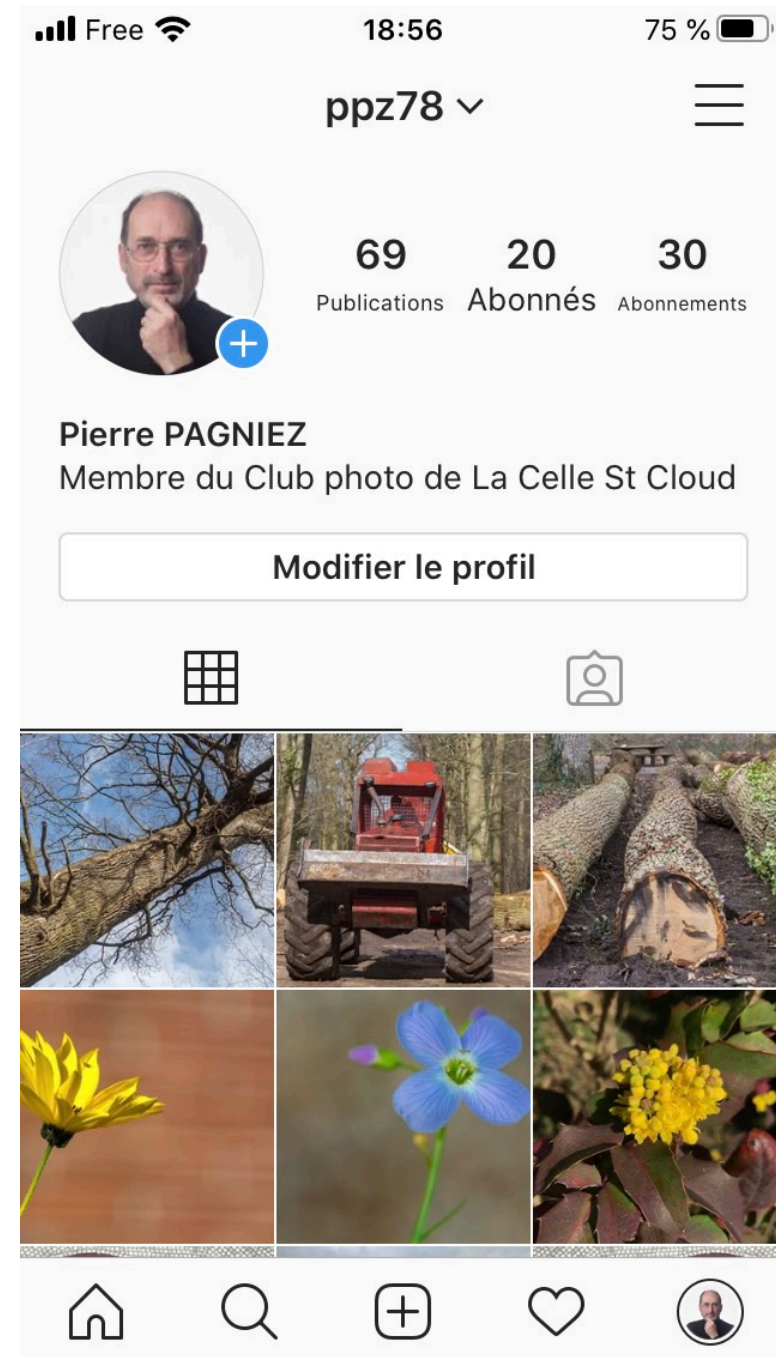 Free 18:56 75 %
ppz78
69 20 30
Publications Abonnés Abonnements
Pierre PAGNIEZ
Membre du Club photo de La Celle St Cloud
Modifier le profil